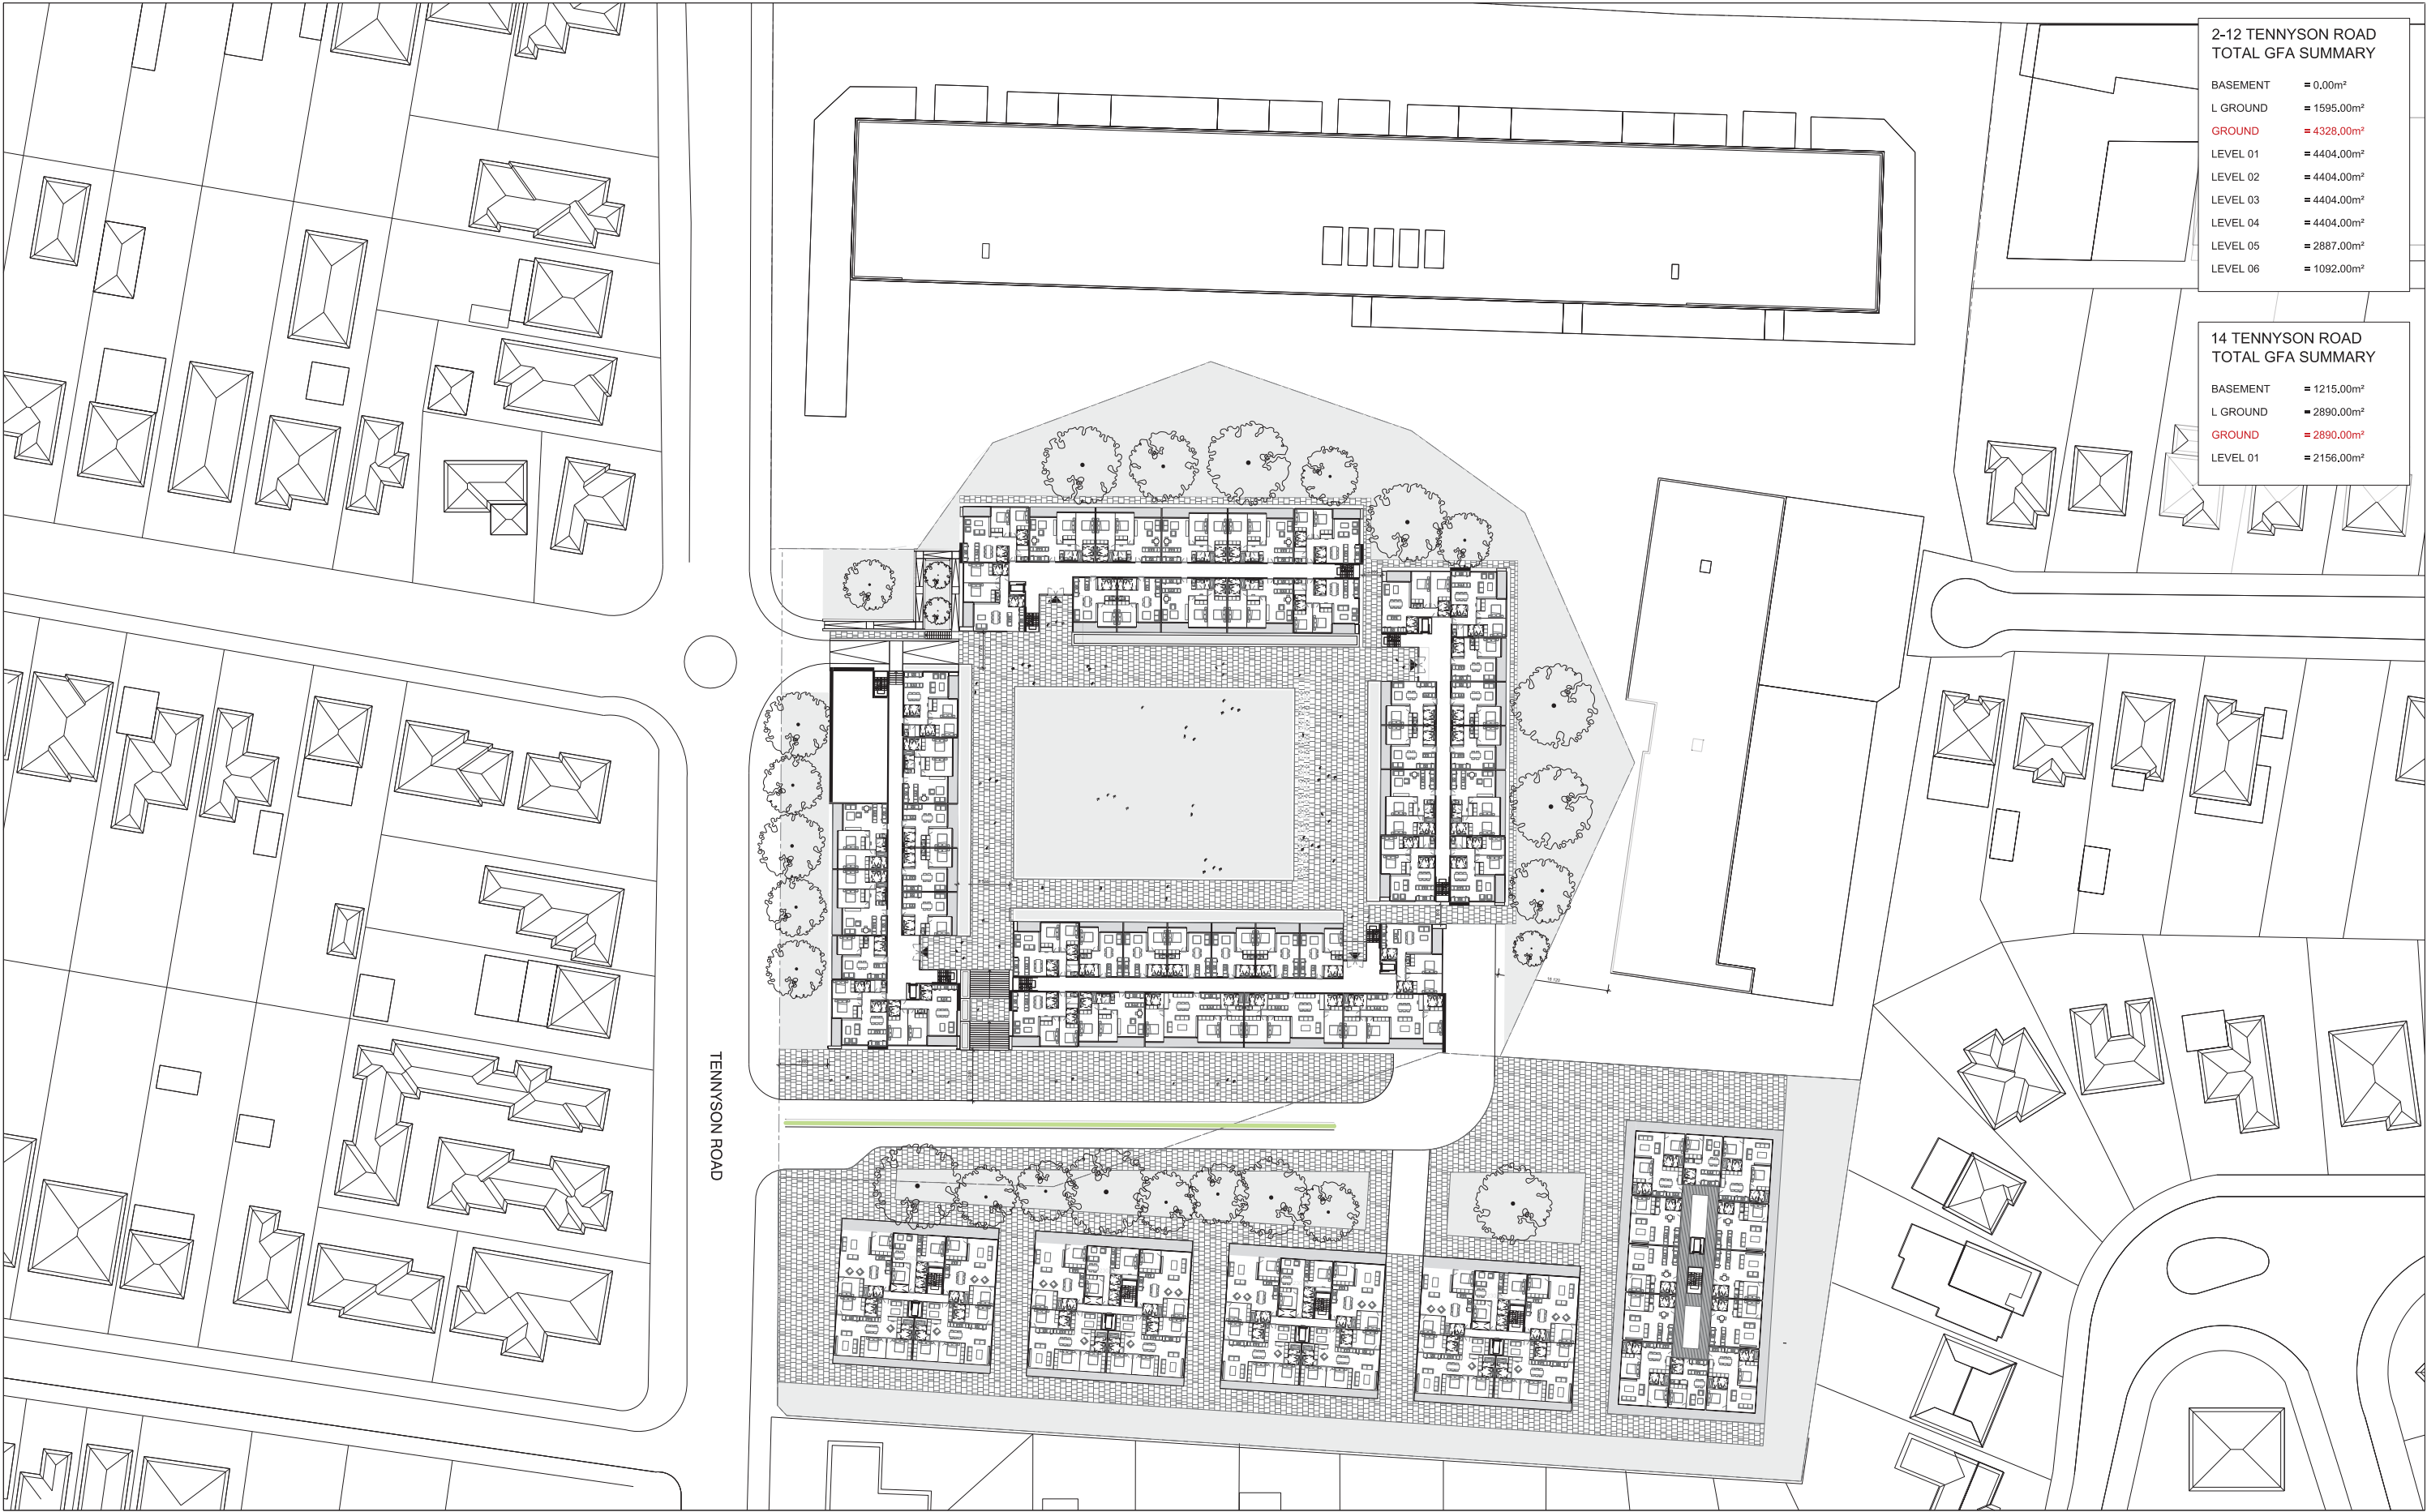 2-12 TENNYSON ROAD
TOTAL GFA SUMMARY
BASEMENT = 0.00m²
L GROUND = 1595.00m²
GROUND = 4328.00m²
LEVEL 01 = 4404.00m²
LEVEL 02 = 4404.00m²
LEVEL 03 = 4404.00m²
LEVEL 04 = 4404.00m²
LEVEL 05 = 2887.00m²
LEVEL 06 = 1092.00m²
14 TENNYSON ROAD
TOTAL GFA SUMMARY
BASEMENT = 1215.00m²
L GROUND = 2890.00m²
GROUND = 2890.00m²
LEVEL 01 = 2156.00m²
TENNYSON ROAD